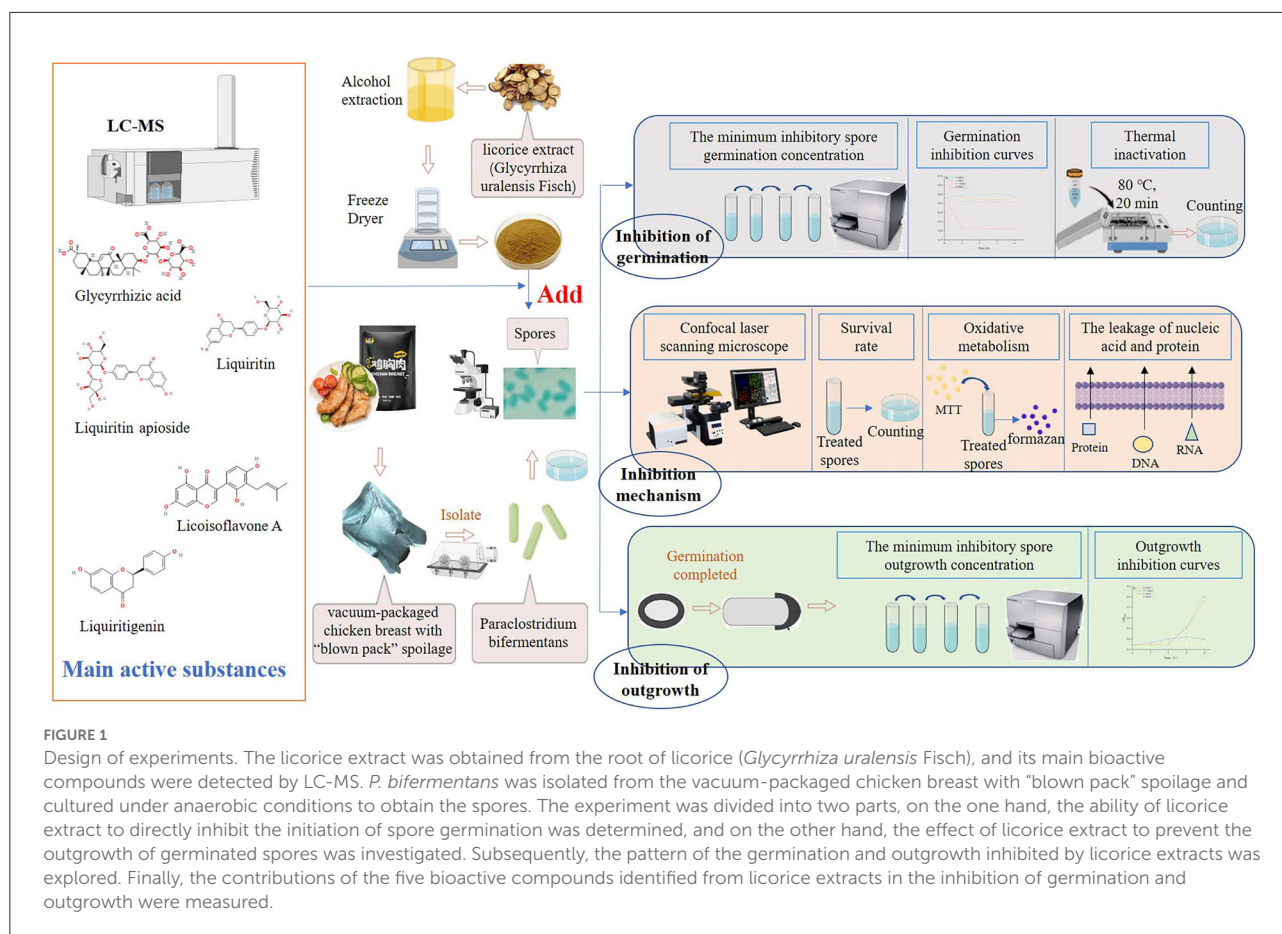 LC-MS
Glycyrrhizic acid
Liquiritin
Liquiritin apioside
Licoisoflavone A
Liquiritigenin
Main active substances
Alcohol
extraction
licorice extract
(Glycyrrhiza
uralensis Fisch)
Freeze
Dryer
Add
Spores
鸡胸肉
CHICKEN BREAST
Isolate
vacuum-packaged
chicken breast with
“blown pack” spoilage
Paraclostridium
bifermentans
The minimum inhibitory spore
germination concentration
Germination
inhibition curves
Thermal
inactivation
80 ℃,
20 min
Counting
Inhibition of
germination
Confocal laser
scanning microscope
Survival
rate
Treated
spores
Counting
Oxidative
metabolism
MTT
Treated
spores
formazan
The leakage of nucleic
acid and protein
Protein
DNA
RNA
Inhibition
mechanism
Germination
completed
The minimum inhibitory spore
outgrowth concentration
Outgrowth
inhibition curves
Inhibition of
outgrowth
FIGURE 1
Design of experiments. The licorice extract was obtained from the root of licorice (Glycyrrhiza uralensis Fisch), and its main bioactive
compounds were detected by LC-MS. P. bifermentans was isolated from the vacuum-packaged chicken breast with "blown pack" spoilage and
cultured under anaerobic conditions to obtain the spores. The experiment was divided into two parts, on the one hand, the ability of licorice
extract to directly inhibit the initiation of spore germination was determined, and on the other hand, the effect of licorice extract to prevent the
outgrowth of germinated spores was investigated. Subsequently, the pattern of the germination and outgrowth inhibited by licorice extracts was
explored. Finally, the contributions of the five bioactive compounds identified from licorice extracts in the inhibition of germination and
outgrowth were measured.